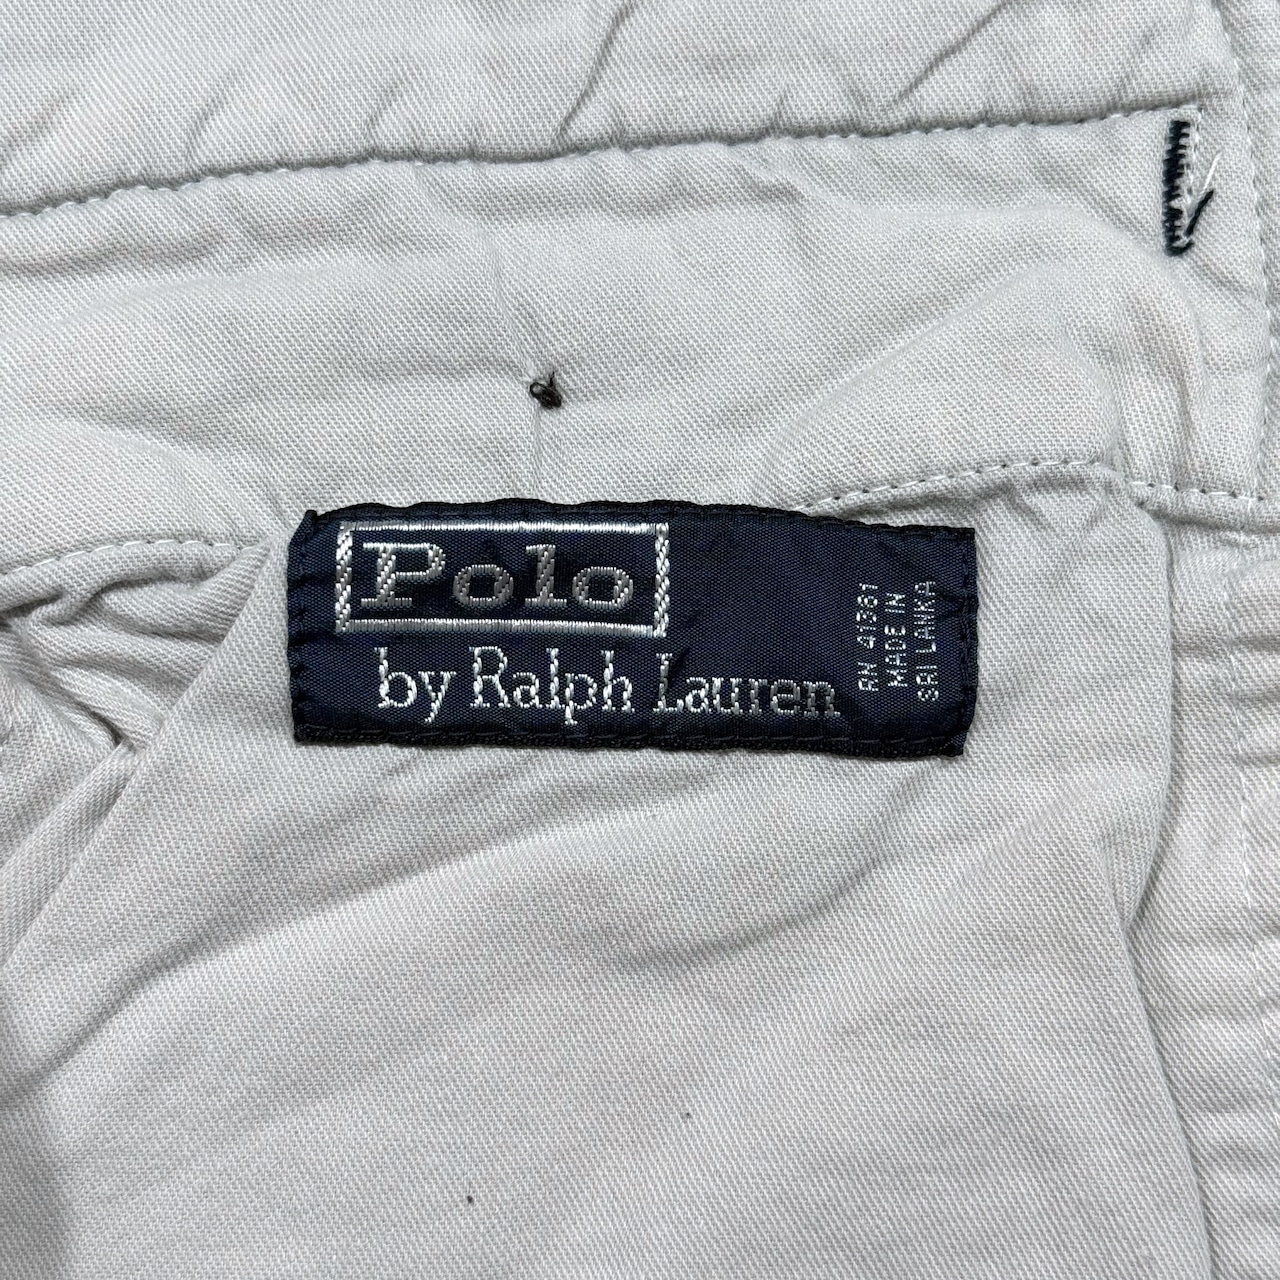 Polo
by Ralph Lauren
RN 41381
MADE IN
SRI LANKA